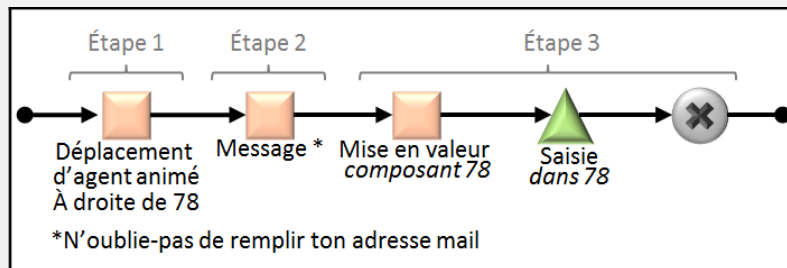 Étape 1
Étape 2
Étape 3
Déplacement
d'agent animé
À droite de 78
Message *
Mise en valeur
composant 78
Saisie
dans 78
*N'oublie-pas de remplir ton adresse mail